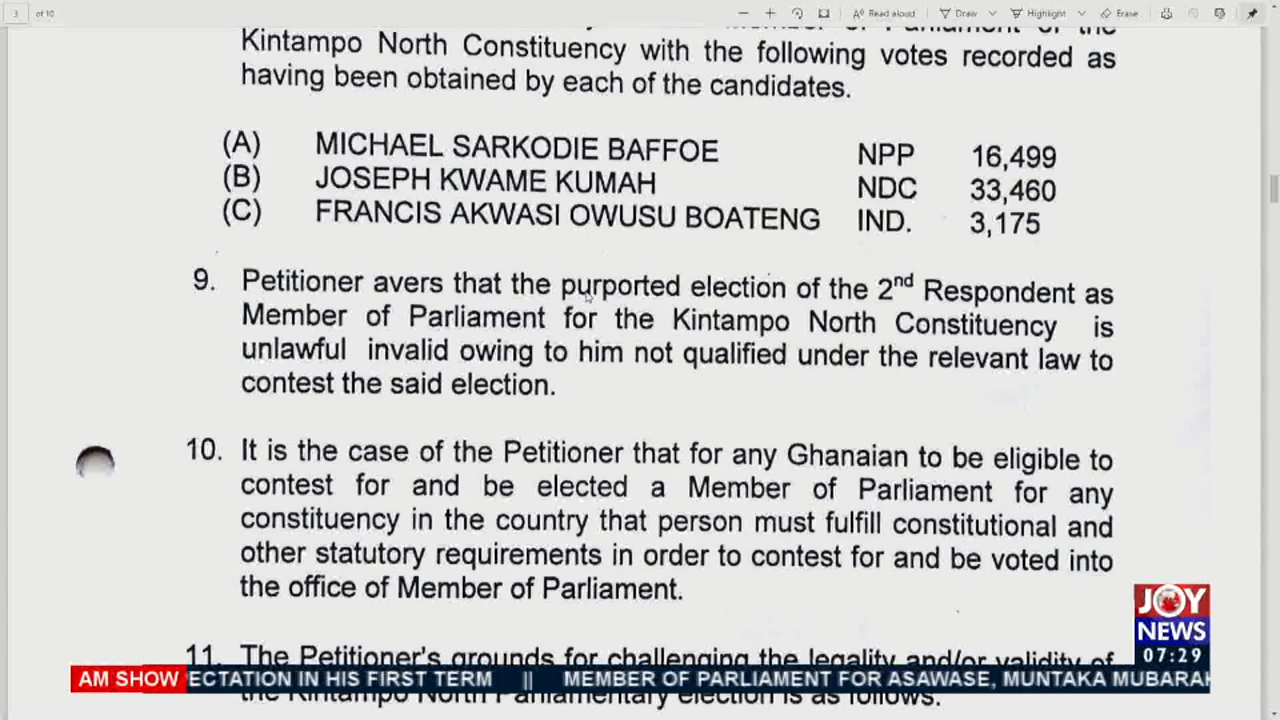 3 of 10
Read aloud
Draw
Highlight
Erase
Kintampo North Constituency with the following votes recorded as
having been obtained by each of the candidates.
(A) MICHAEL SARKODIE BAFFOE NPP 16,499
(B) JOSEPH KWAME KUMAH NDC 33,460
(C) FRANCIS AKWASI OWUSU BOATENG IND. 3,175
9. Petitioner avers that the purported election of the 2nd Respondent as
Member of Parliament for the Kintampo North Constituency is
unlawful invalid owing to him not qualified under the relevant law to
contest the said election.
10. It is the case of the Petitioner that for any Ghanaian to be eligible to
contest for and be elected a Member of Parliament for any
constituency in the country that person must fulfill constitutional and
other statutory requirements in order to contest for and be voted into
the office of Member of Parliament.
11. The Petitioner's grounds for challenging the legality and/or validity of
the Kintampo North Parliamentary election is as follows.
JOY
NEWS
07:29
AM SHOW ECTATION IN HIS FIRST TERM || MEMBER OF PARLIAMENT FOR ASAWASE, MUNTAKA MUBARAK